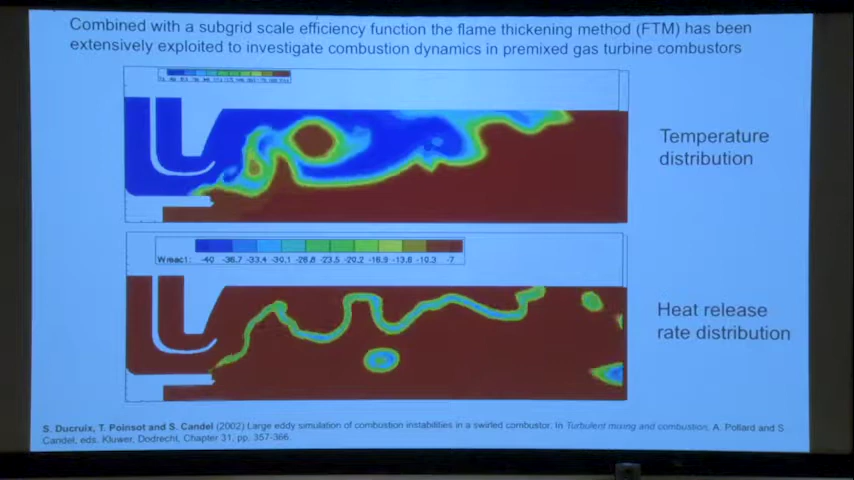 Combined with a subgrid scale efficiency function the flame thickening method (FTM) has been
extensively exploited to investigate combustion dynamics in premixed gas turbine combustors
Temperature
distribution
Wreac1: -40 -36.7 -33.4 -30.1 -26.8 -23.5 -20.2 -16.9 -13.6 -10.3 -7
Heat release
rate distribution
S. Ducruix, T. Poinsot and S. Candel (2002) Large eddy simulation of combustion instabilities in a swirled combustor. In Turbulent mixing and combustion, A. Pollard and S.
Candel, eds. Kluwer, Dodrecht, Chapter 31, pp. 357-366.